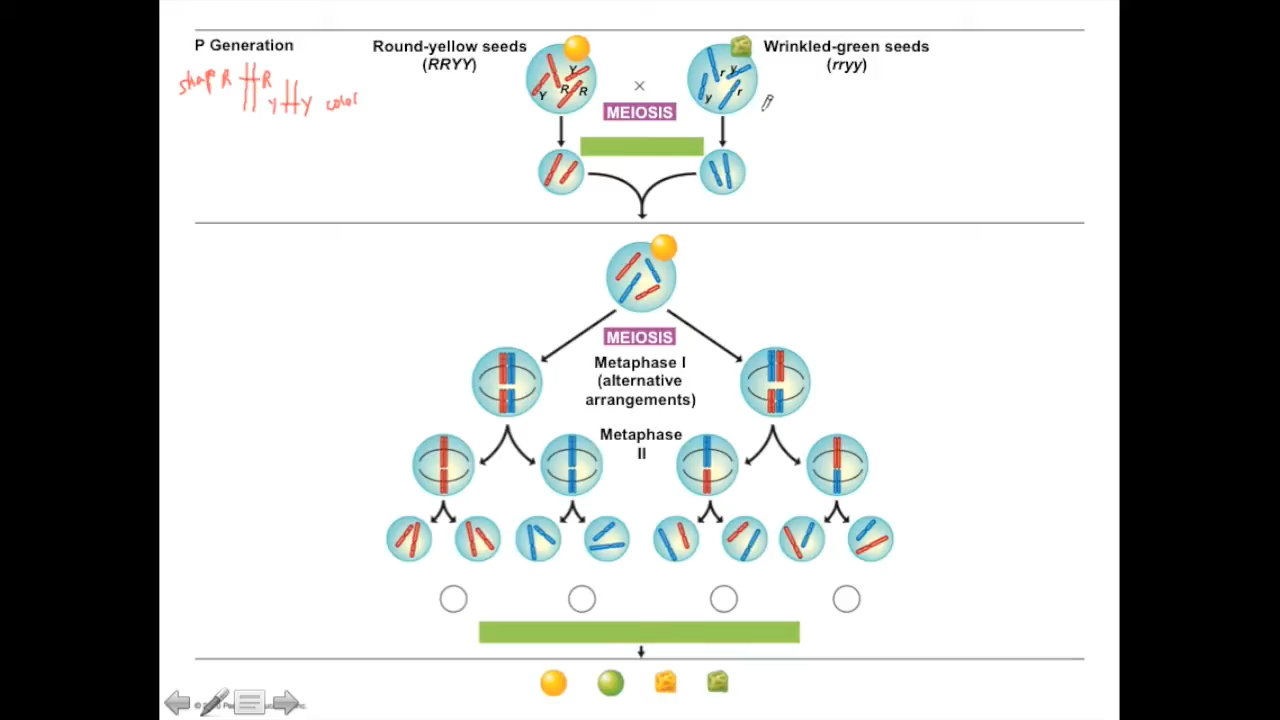 P Generation
Round-yellow seeds
(RRYY)
Wrinkled-green seeds
(rryy)
shape R R
Y Y color
Y
R R
Y
r y
y r
×
MEIOSIS
MEIOSIS
Metaphase I
(alternative
arrangements)
Metaphase
II